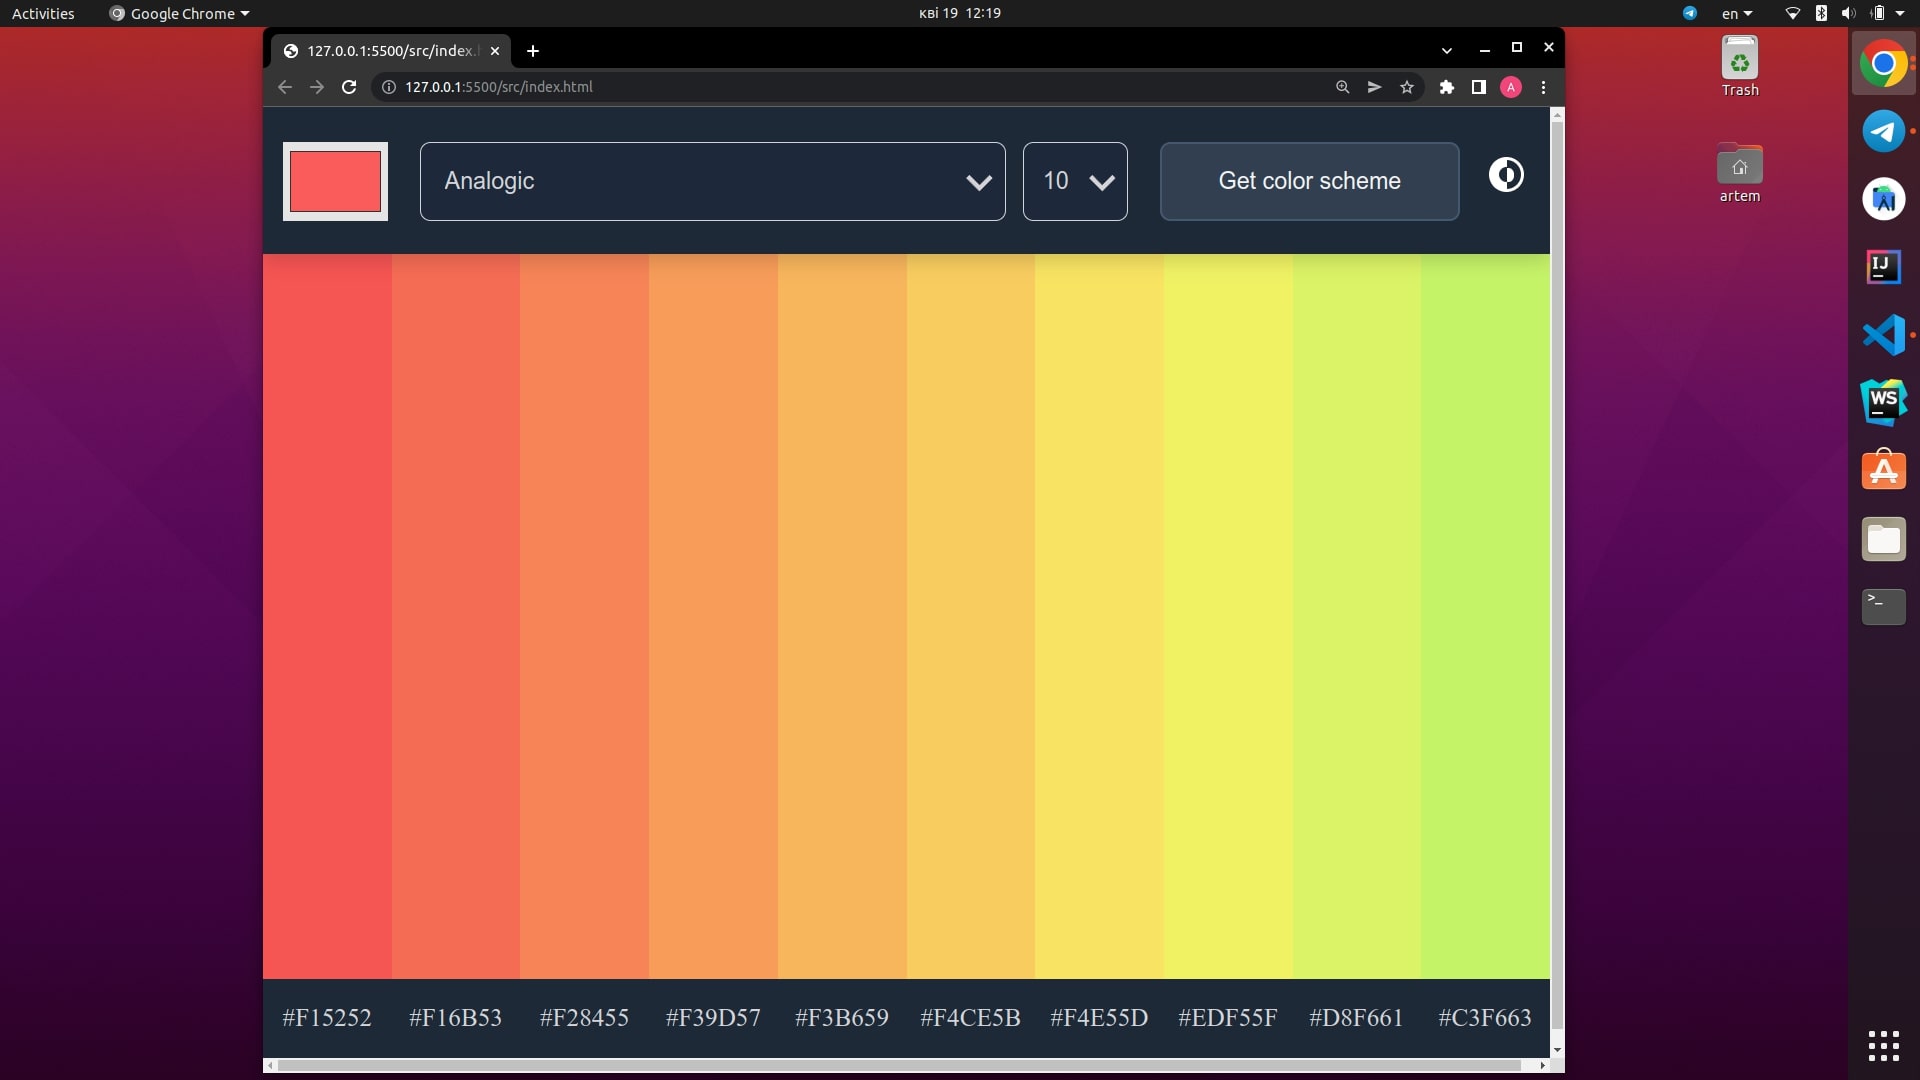 Activities
Google Chrome
кві 19 12:19
en
127.0.0.1:5500/src/index.h
127.0.0.1:5500/src/index.html
A
Trash
artem
Analogic
10
Get color scheme
IJ
WS
>_
#F15252 #F16B53 #F28455 #F39D57 #F3B659 #F4CE5B #F4E55D #EDF55F #D8F661 #C3F663